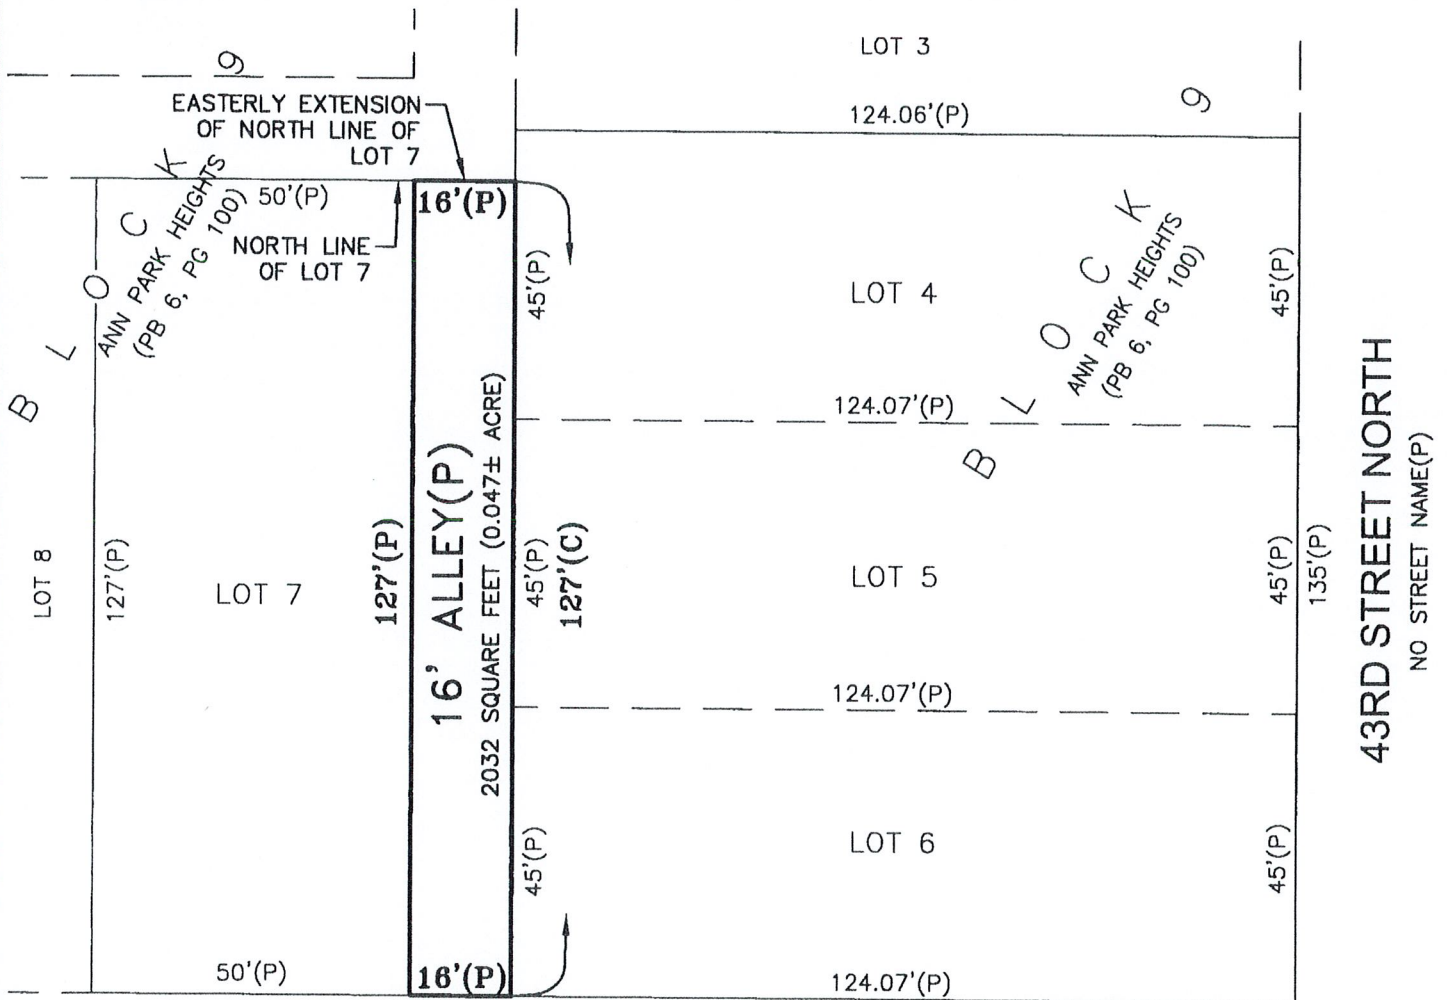 LOT 3
9
EASTERLY EXTENSION
OF NORTH LINE OF
LOT 7
124.06'(P)
9
50'(P)
16'(P)
NORTH LINE
OF LOT 7
BLOCK
ANN PARK HEIGHTS
(PB 6, PG 100)
45'(P)
LOT 4
45'(P)
BLOCK
ANN PARK HEIGHTS
(PB 6, PG 100)
124.07'(P)
LOT 8
127'(P)
LOT 7
127'(P)
16' ALLEY(P)
2032 SQUARE FEET (0.047± ACRE)
45'(P)
127'(C)
LOT 5
45'(P)
135'(P)
43RD STREET NORTH
NO STREET NAME(P)
124.07'(P)
45'(P)
LOT 6
45'(P)
50'(P)
16'(P)
124.07'(P)